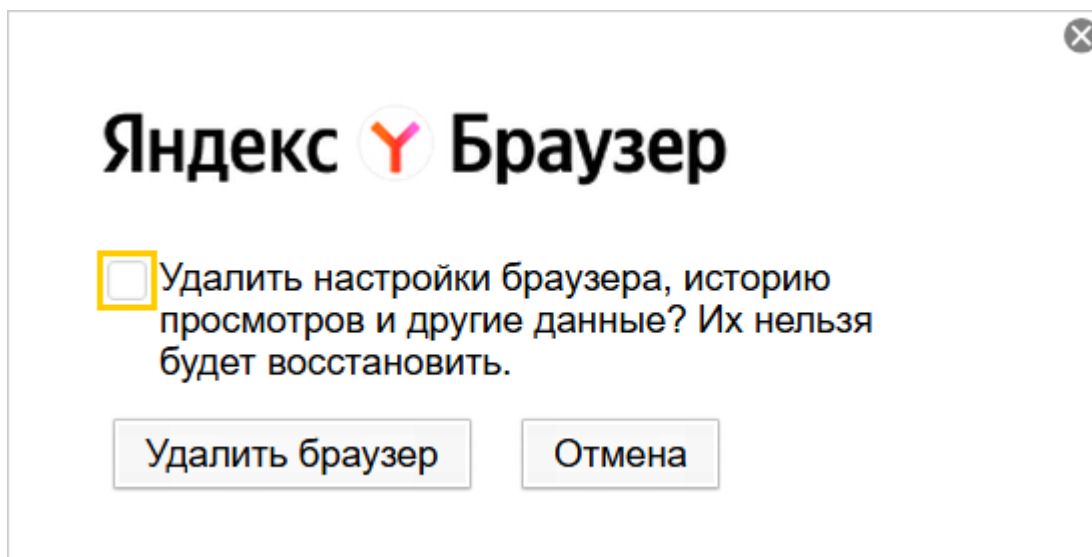 Яндекс Браузер
Удалить настройки браузера, историю
просмотров и другие данные? Их нельзя
будет восстановить.
Удалить браузер Отмена